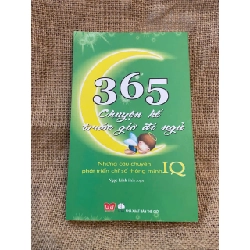 365
Chuyện kể
trước giờ đi ngủ
Những câu chuyện
phát triển chỉ số thông minh IQ